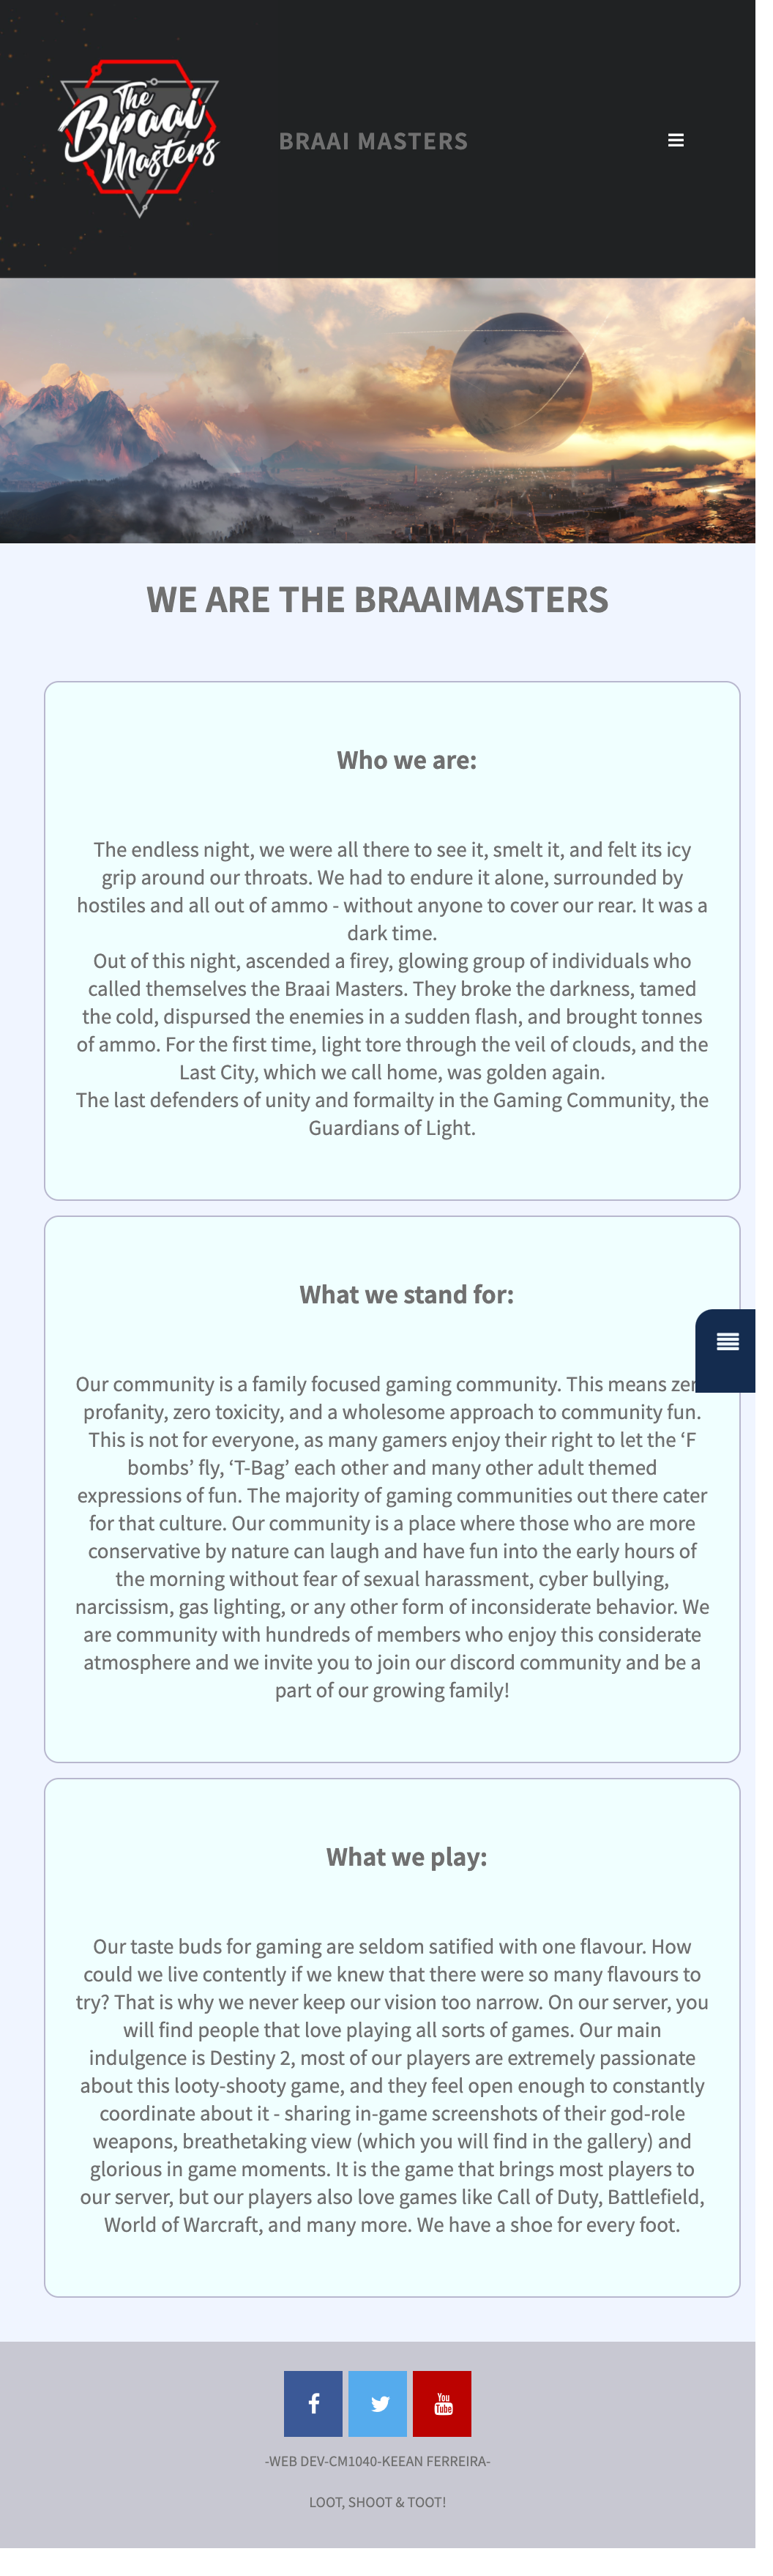 The
Braai
Masters
BRAAI MASTERS
WE ARE THE BRAAIMASTERS
Who we are:
The endless night, we were all there to see it, smelt it, and felt its icy
grip around our throats. We had to endure it alone, surrounded by
hostiles and all out of ammo - without anyone to cover our rear. It was a
dark time.
Out of this night, ascended a firey, glowing group of individuals who
called themselves the Braai Masters. They broke the darkness, tamed
the cold, dispursed the enemies in a sudden flash, and brought tonnes
of ammo. For the first time, light tore through the veil of clouds, and the
Last City, which we call home, was golden again.
The last defenders of unity and formailty in the Gaming Community, the
Guardians of Light.
What we stand for:
Our community is a family focused gaming community. This means zer
profanity, zero toxicity, and a wholesome approach to community fun.
This is not for everyone, as many gamers enjoy their right to let the ‘F
bombs’ fly, ‘T-Bag’ each other and many other adult themed
expressions of fun. The majority of gaming communities out there cater
for that culture. Our community is a place where those who are more
conservative by nature can laugh and have fun into the early hours of
the morning without fear of sexual harassment, cyber bullying,
narcissism, gas lighting, or any other form of inconsiderate behavior. We
are community with hundreds of members who enjoy this considerate
atmosphere and we invite you to join our discord community and be a
part of our growing family!
What we play:
Our taste buds for gaming are seldom satified with one flavour. How
could we live contently if we knew that there were so many flavours to
try? That is why we never keep our vision too narrow. On our server, you
will find people that love playing all sorts of games. Our main
indulgence is Destiny 2, most of our players are extremely passionate
about this looty-shooty game, and they feel open enough to constantly
coordinate about it - sharing in-game screenshots of their god-role
weapons, breathetaking view (which you will find in the gallery) and
glorious in game moments. It is the game that brings most players to
our server, but our players also love games like Call of Duty, Battlefield,
World of Warcraft, and many more. We have a shoe for every foot.
You
Tube
-WEB DEV-CM1040-KEEAN FERREIRA-
LOOT, SHOOT & TOOT!